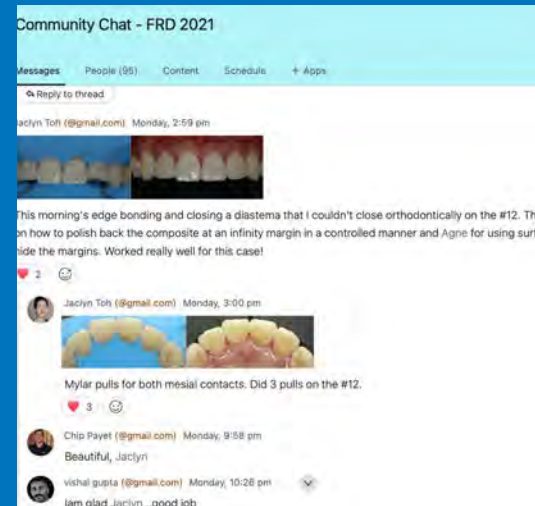 Community Chat - FRD 2021
Messages People (95) Content Schedule + Apps
Reply to thread
Jaclyn Toh (@gmail.com) Monday, 2:59 pm
This morning's edge bonding and closing a diastema that I couldn't close orthodontically on the #12.
on how to polish back the composite at an infinity margin in a controlled manner and Agne for using
hide the margins. Worked really well for this case!
2
Jaclyn Toh (@gmail.com) Monday, 3:00 pm
Mylar pulls for both mesial contacts. Did 3 pulls on the #12.
3
Chip Payet (@gmail.com) Monday, 9:58 pm
Beautiful, Jaclyn
vishal gupta (@gmail.com) Monday, 10:26 pm
Iam glad Jaclyn.. good job